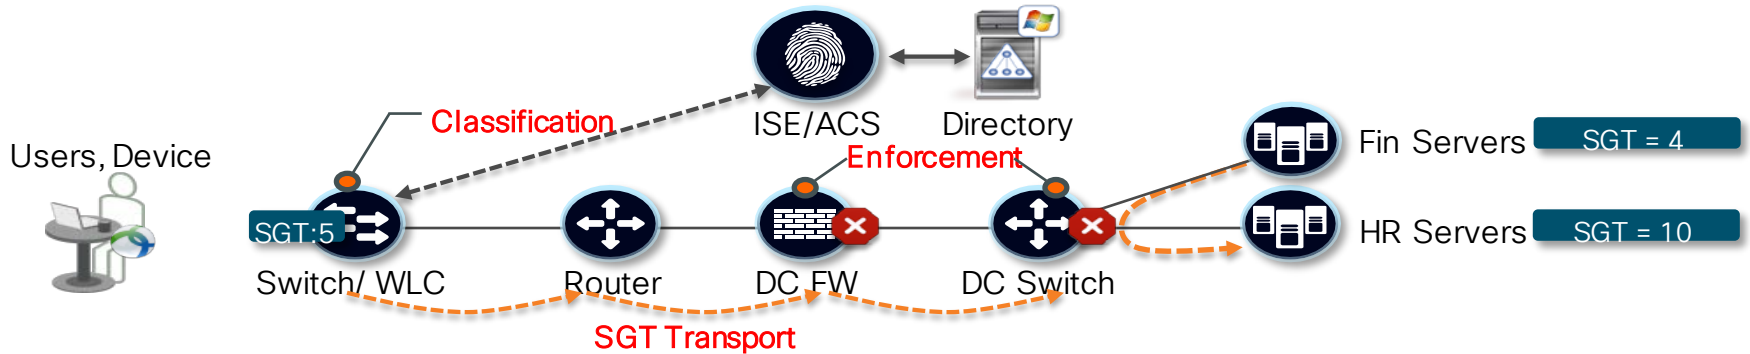 Classification
ISE/ACS
Directory
Enforcement
Users, Device
Fin Servers
SGT = 4
SGT:5
HR Servers
SGT = 10
Switch/ WLC
Router
DC FW
DC Switch
SGT Transport